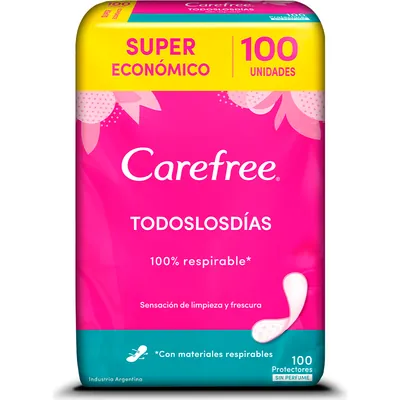 100
SUPER
ECONÓMICO
100
UNIDADES
Carefree®
TODOSLOSDÍAS
100% respirable*
Sensación de limpieza y frescura
*Con materiales respirables
100
Protectores
SIN PERFUME
Industria Argentina